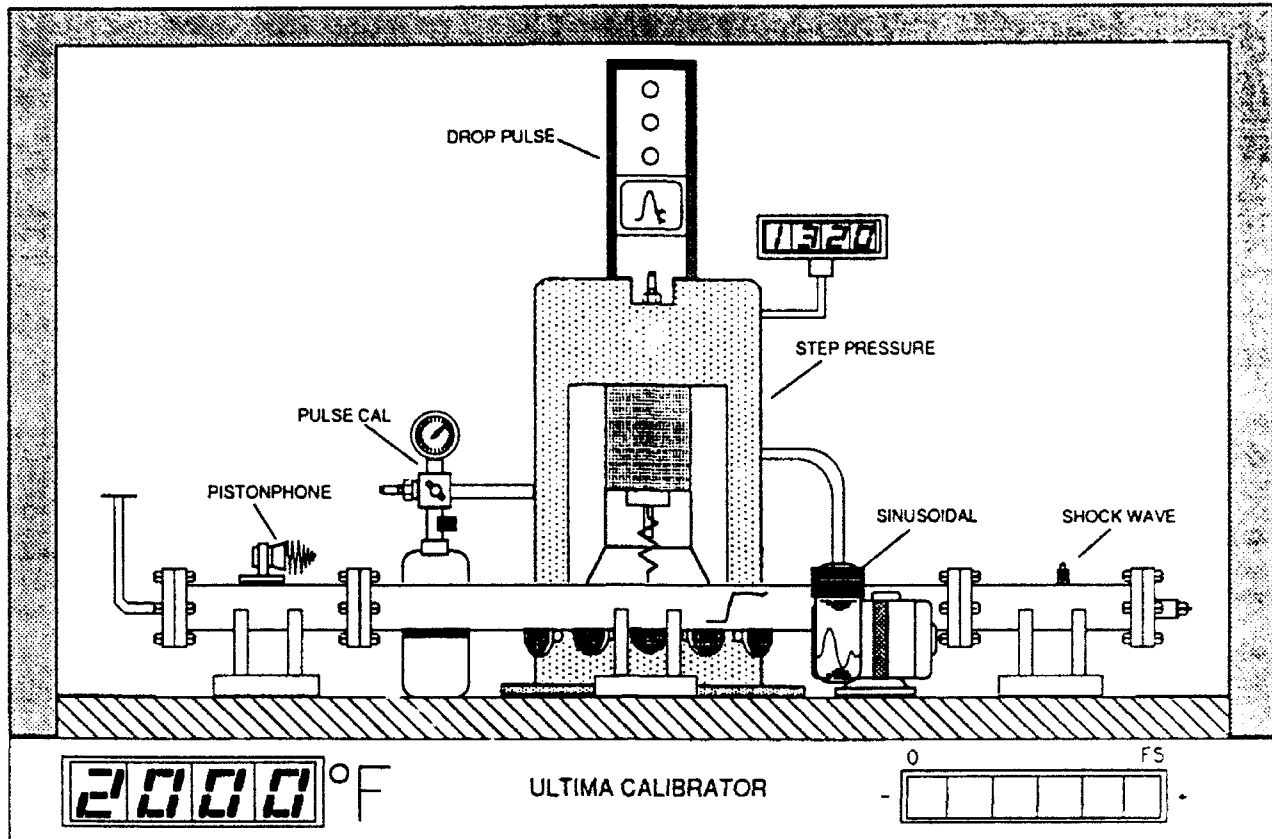 DROP PULSE
1320
STEP PRESSURE
PULSE CAL
PISTONPHONE
SINUSOIDAL
SHOCK WAVE
2000 °F
ULTIMA CALIBRATOR
0 FS
- +